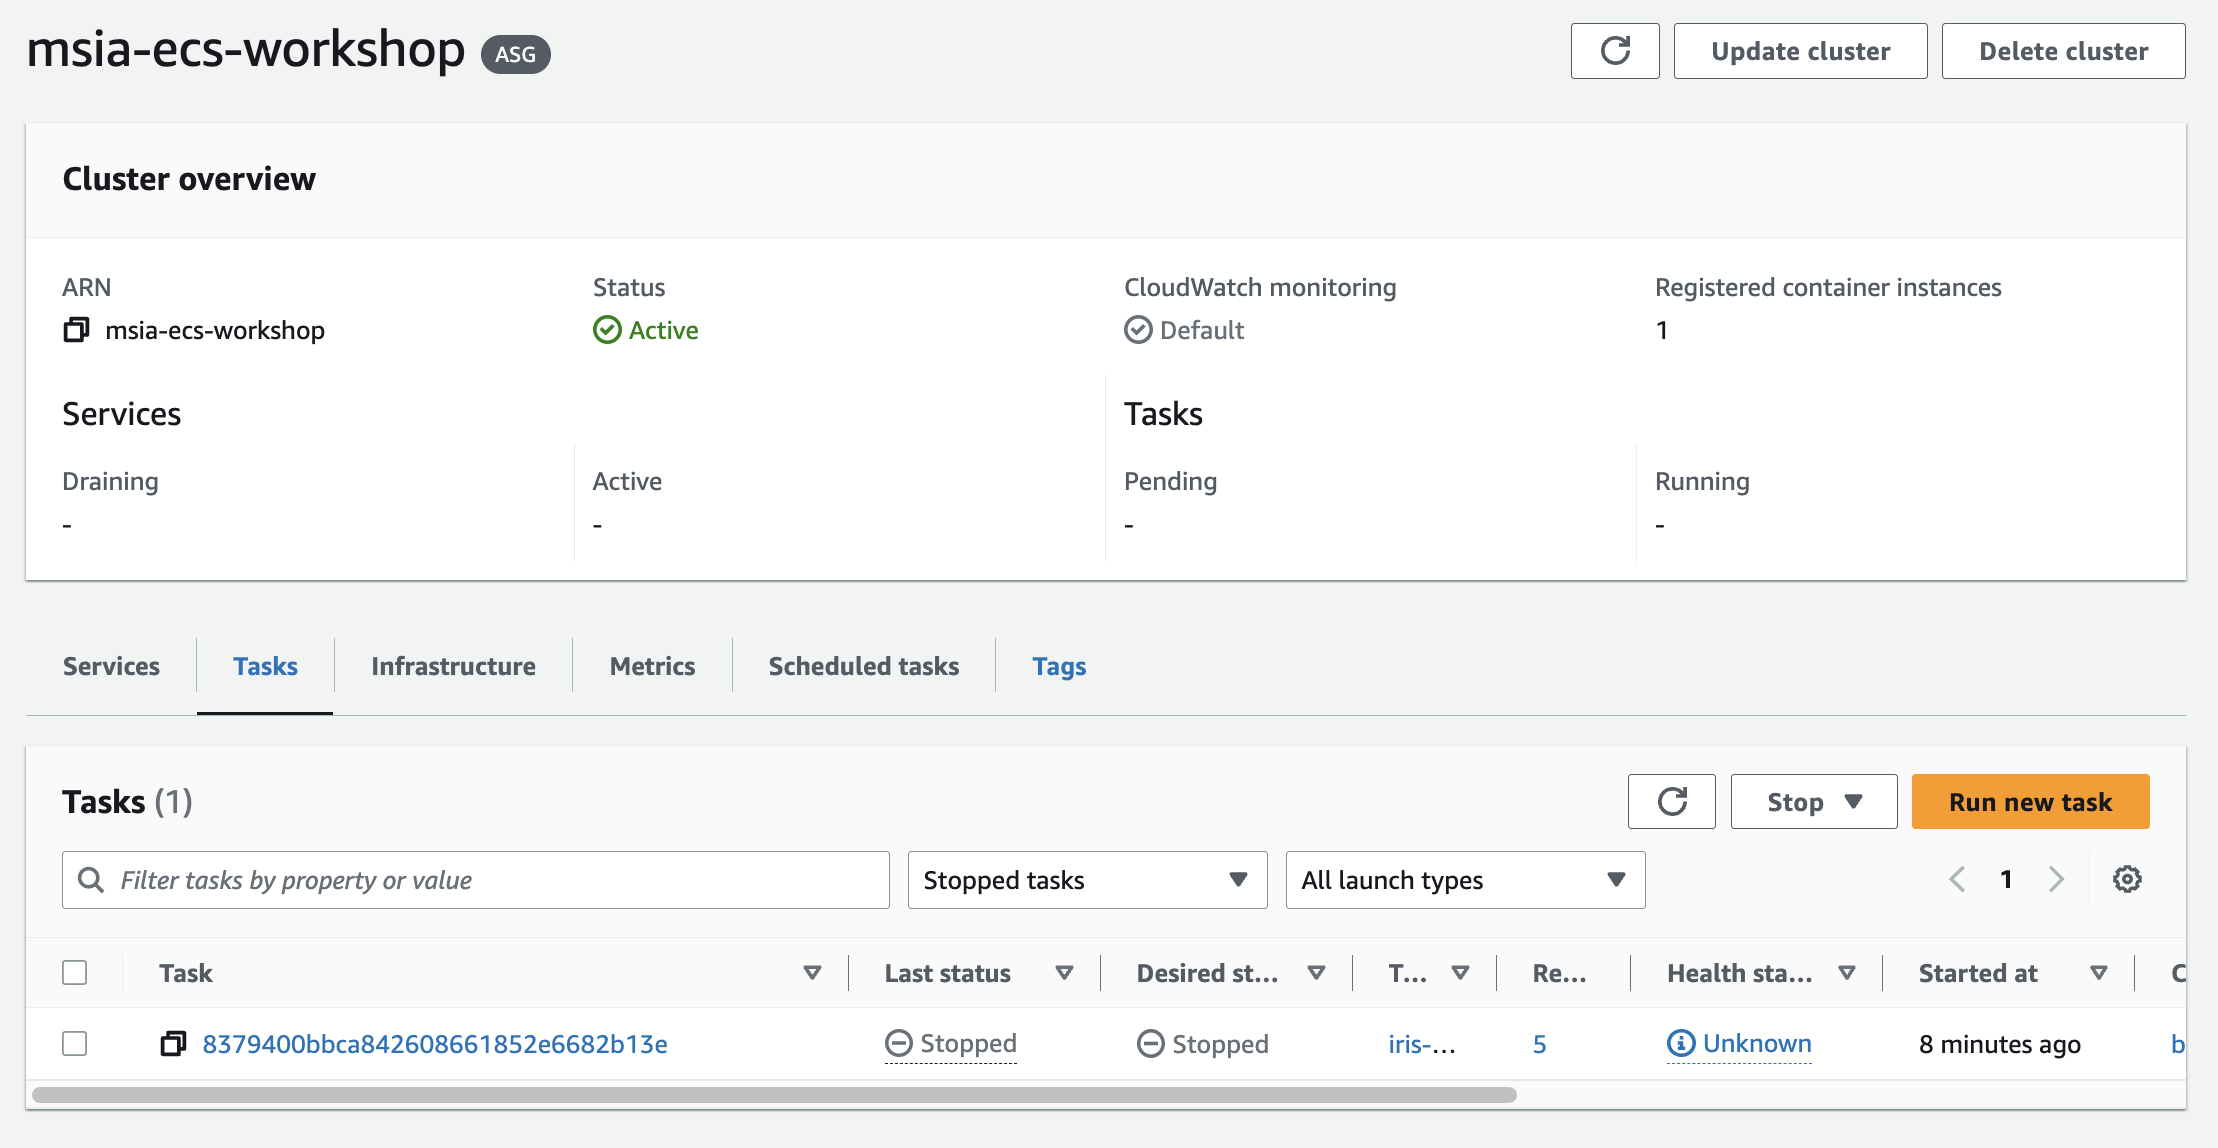 msia-ecs-workshop ASG Update cluster Delete cluster
Cluster overview
ARN Status CloudWatch monitoring Registered container instances
msia-ecs-workshop Active Default 1
Services Tasks
Draining Active Pending Running
- - - -
Services Tasks Infrastructure Metrics Scheduled tasks Tags
Tasks (1) Stop Run new task
Filter tasks by property or value Stopped tasks All launch types 1
Task Last status Desired st... T... Re... Health sta... Started at C
8379400bbca842608661852e6682b13e Stopped Stopped iris-... 5 Unknown 8 minutes ago b